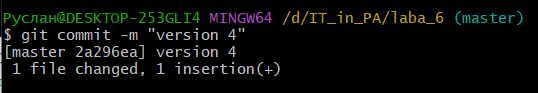 Руслан@DESKTOP-253GLI4 MINGW64 /d/IT_in_PA/laba_6 (master)
$ git commit -m "version 4"
[master 2a296ea] version 4
 1 file changed, 1 insertion(+)